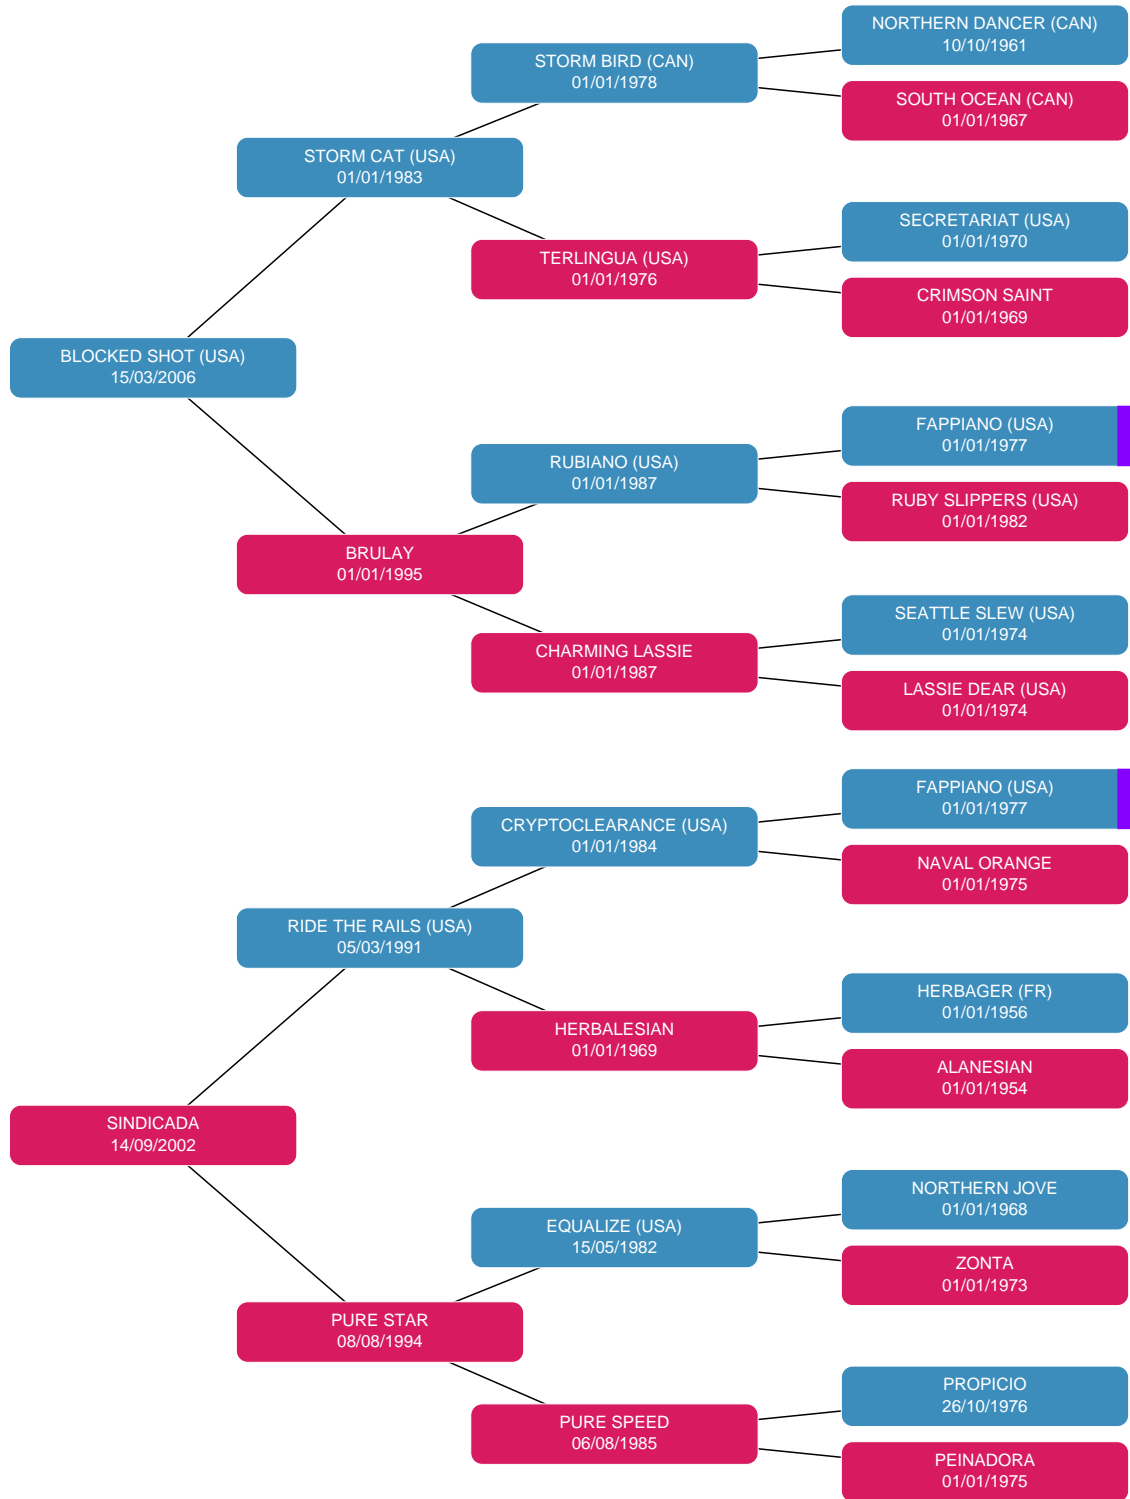 NORTHERN DANCER (CAN)
10/10/1961
STORM BIRD (CAN)
01/01/1978
SOUTH OCEAN (CAN)
01/01/1967
STORM CAT (USA)
01/01/1983
SECRETARIAT (USA)
01/01/1970
TERLINGUA (USA)
01/01/1976
CRIMSON SAINT
01/01/1969
BLOCKED SHOT (USA)
15/03/2006
FAPPIANO (USA)
01/01/1977
RUBIANO (USA)
01/01/1987
RUBY SLIPPERS (USA)
01/01/1982
BRULAY
01/01/1995
SEATTLE SLEW (USA)
01/01/1974
CHARMING LASSIE
01/01/1987
LASSIE DEAR (USA)
01/01/1974
FAPPIANO (USA)
01/01/1977
CRYPTOCLEARANCE (USA)
01/01/1984
NAVAL ORANGE
01/01/1975
RIDE THE RAILS (USA)
05/03/1991
HERBAGER (FR)
01/01/1956
HERBALESIAN
01/01/1969
ALANESIAN
01/01/1954
SINDICADA
14/09/2002
NORTHERN JOVE
01/01/1968
EQUALIZE (USA)
15/05/1982
ZONTA
01/01/1973
PURE STAR
08/08/1994
PROPICIO
26/10/1976
PURE SPEED
06/08/1985
PEINADORA
01/01/1975